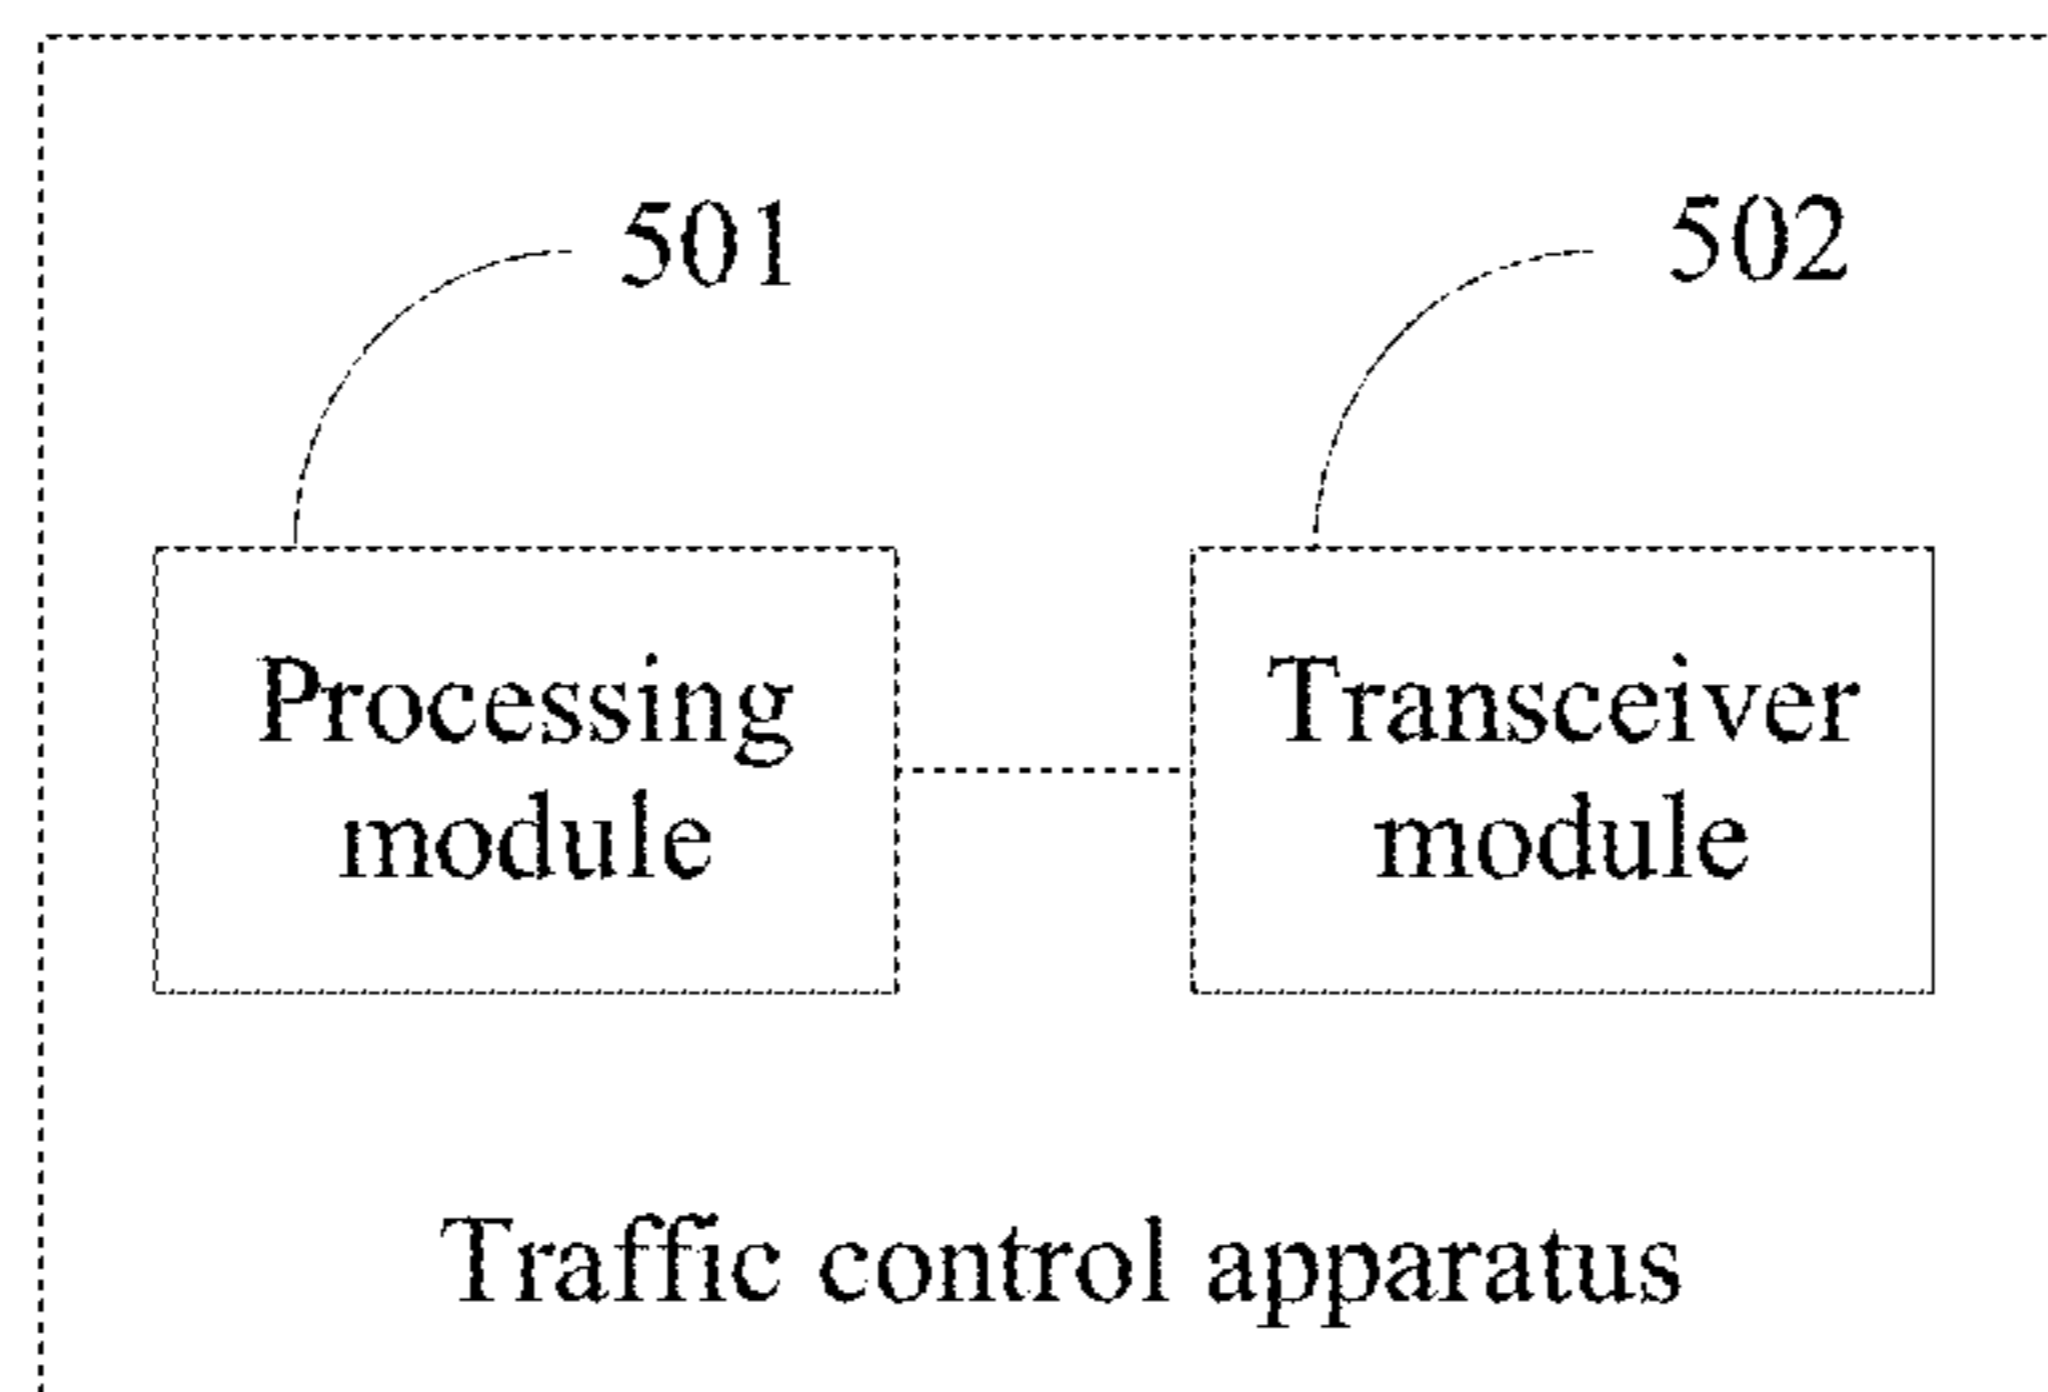 501
502
Processing
module
Transceiver
module
Traffic control apparatus